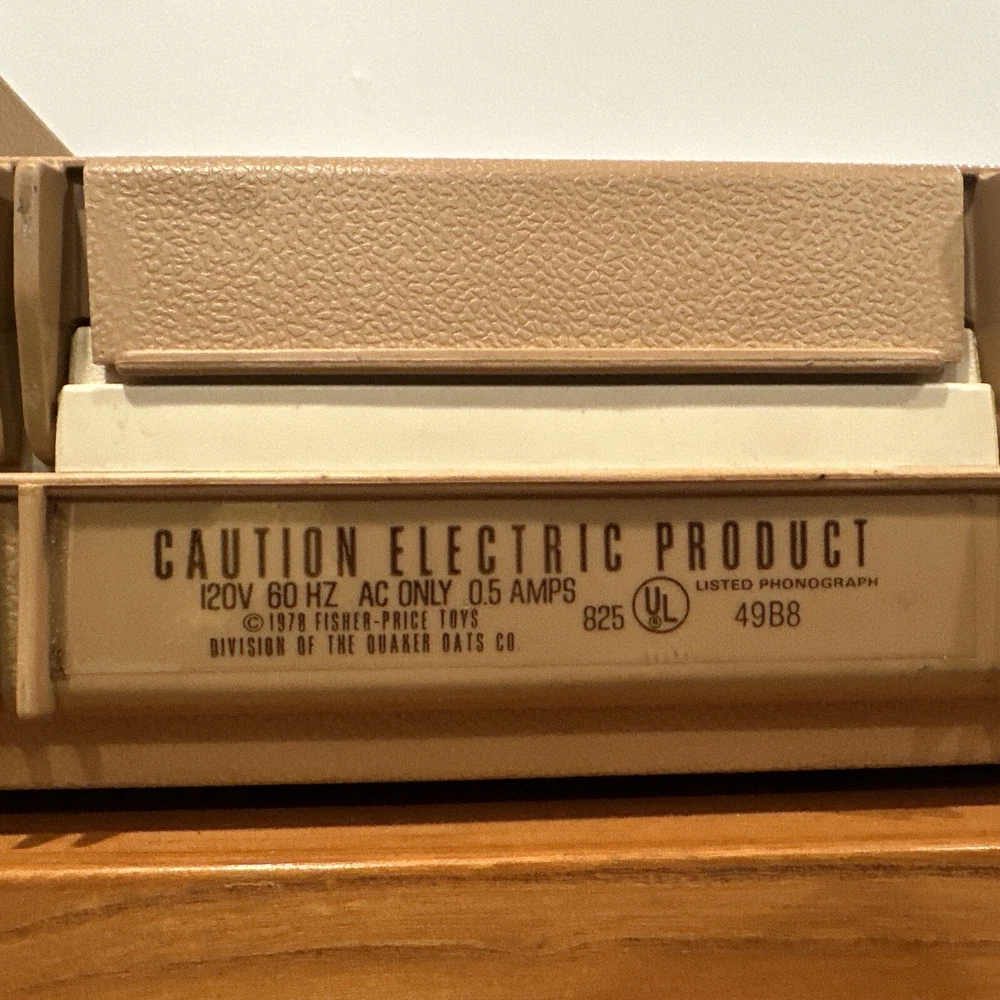 CAUTION ELECTRIC PRODUCT
120V 60 HZ AC ONLY 0.5 AMPS
©1978 FISHER-PRICE TOYS
DIVISION OF THE QUAKER OATS CO.
825 UL® LISTED PHONOGRAPH
49B8